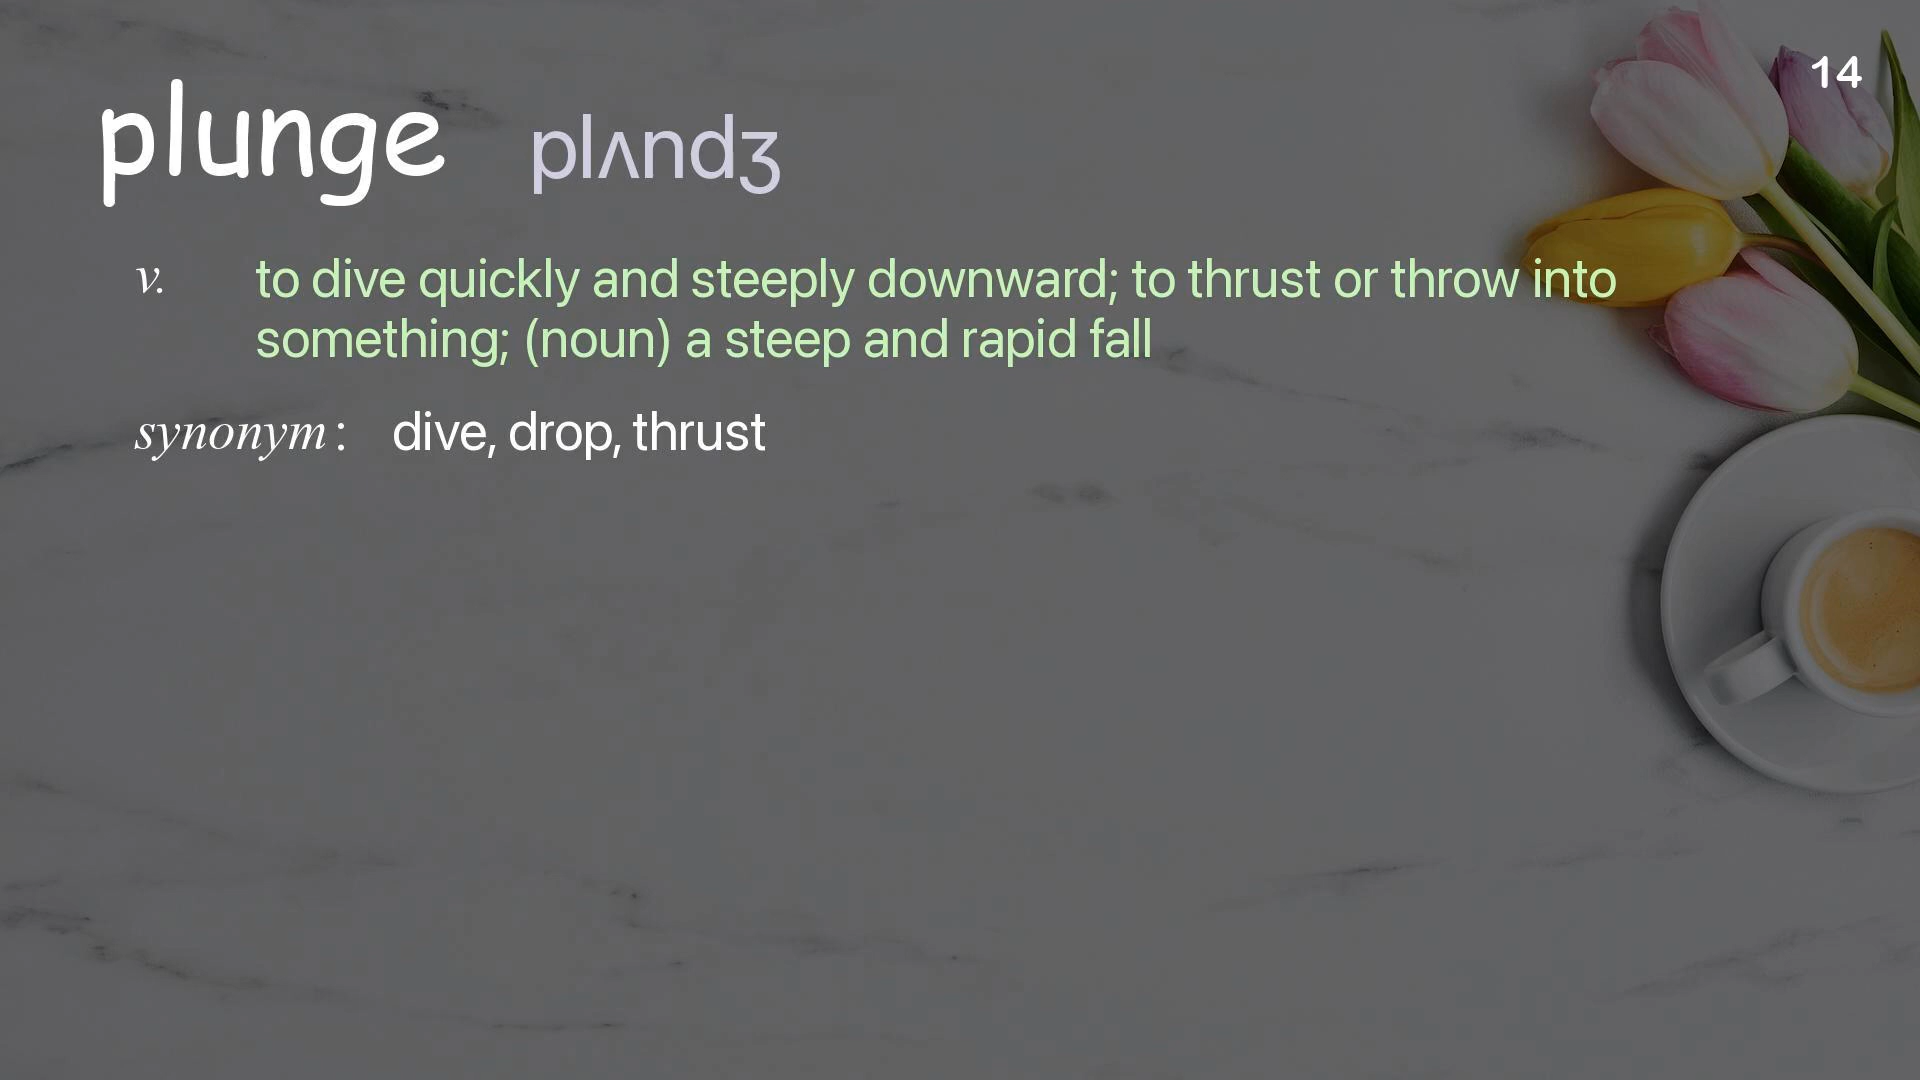 14
plunge plʌndʒ
v. to dive quickly and steeply downward; to thrust or throw into
something; (noun) a steep and rapid fall
synonym : dive, drop, thrust